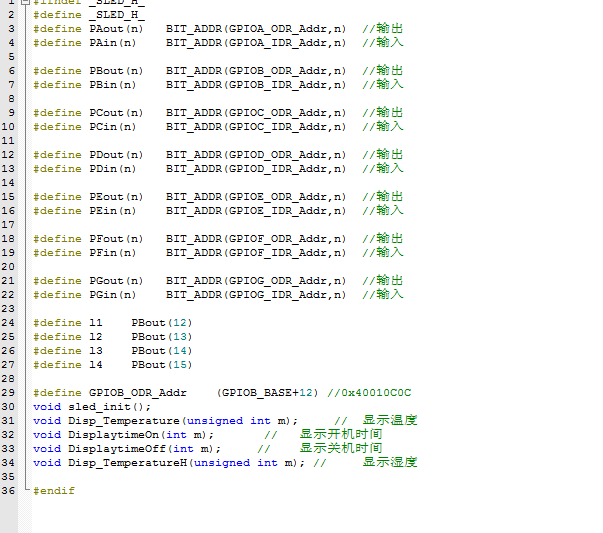 1 #ifndef _SLED_H_
2 #define _SLED_H_
3 #define PAout(n) BIT_ADDR(GPIOA_ODR_Addr,n) //输出
4 #define PAin(n) BIT_ADDR(GPIOA_IDR_Addr,n) //输入
5
6 #define PBout(n) BIT_ADDR(GPIOB_ODR_Addr,n) //输出
7 #define PBin(n) BIT_ADDR(GPIOB_IDR_Addr,n) //输入
8
9 #define PCout(n) BIT_ADDR(GPIOC_ODR_Addr,n) //输出
10 #define PCin(n) BIT_ADDR(GPIOC_IDR_Addr,n) //输入
11
12 #define PDout(n) BIT_ADDR(GPIOD_ODR_Addr,n) //输出
13 #define PDin(n) BIT_ADDR(GPIOD_IDR_Addr,n) //输入
14
15 #define PEout(n) BIT_ADDR(GPIOE_ODR_Addr,n) //输出
16 #define PEin(n) BIT_ADDR(GPIOE_IDR_Addr,n) //输入
17
18 #define PFout(n) BIT_ADDR(GPIOF_ODR_Addr,n) //输出
19 #define PFin(n) BIT_ADDR(GPIOF_IDR_Addr,n) //输入
20
21 #define PGout(n) BIT_ADDR(GPIOG_ODR_Addr,n) //输出
22 #define PGin(n) BIT_ADDR(GPIOG_IDR_Addr,n) //输入
23
24 #define l1 PBout(12)
25 #define l2 PBout(13)
26 #define l3 PBout(14)
27 #define l4 PBout(15)
28
29 #define GPIOB_ODR_Addr (GPIOB_BASE+12) //0x40010C0C
30 void sled_init();
31 void Disp_Temperature(unsigned int m); // 显示温度
32 void DisplaytimeOn(int m); // 显示开机时间
33 void DisplaytimeOff(int m); // 显示关机时间
34 void Disp_TemperatureH(unsigned int m); // 显示湿度
35
36 #endif